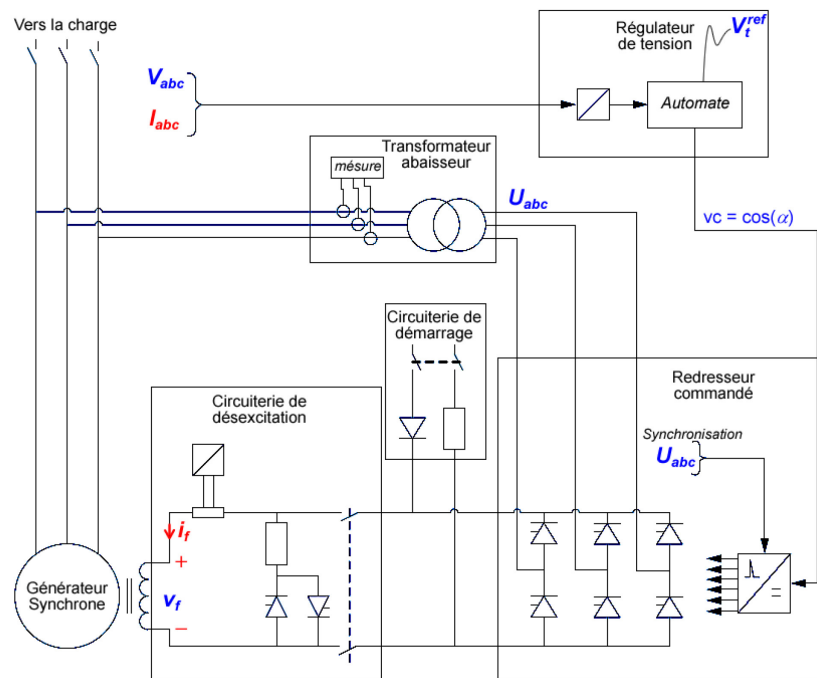 Vers la charge
V_abc
I_abc
Régulateur
de tension
V_t^ref
Automate
Transformateur
abaisseur
mésure
U_abc
vc = cos(α)
Circuiterie de
démarrage
Circuiterie de
désexcitation
Redresseur
commandé
Synchronisation
U_abc
i_f
+
v_f
−
Générateur
Synchrone
=